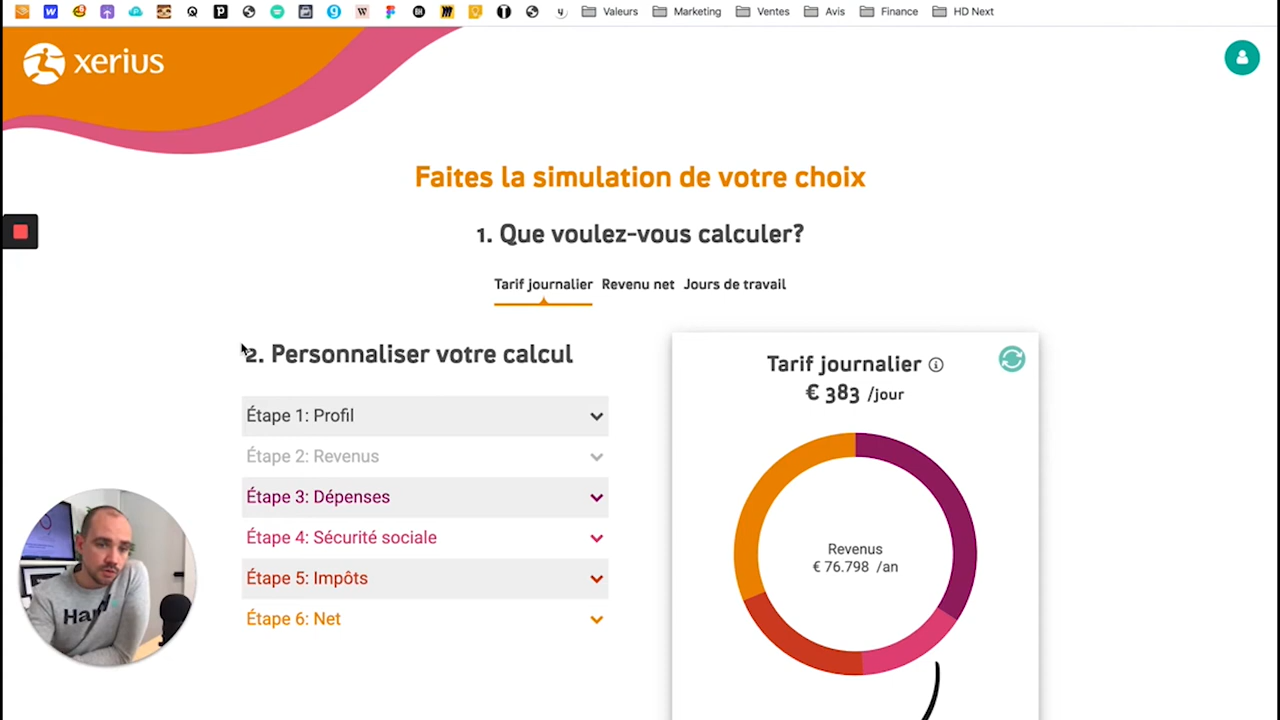 Valeurs Marketing Ventes Avis Finance HD Next
xerius
Faites la simulation de votre choix
1. Que voulez-vous calculer?
Tarif journalier Revenu net Jours de travail
2. Personnaliser votre calcul
Étape 1: Profil
Étape 2: Revenus
Étape 3: Dépenses
Étape 4: Sécurité sociale
Étape 5: Impôts
Étape 6: Net
Tarif journalier
€ 383 /jour
Revenus
€ 76.798 /an